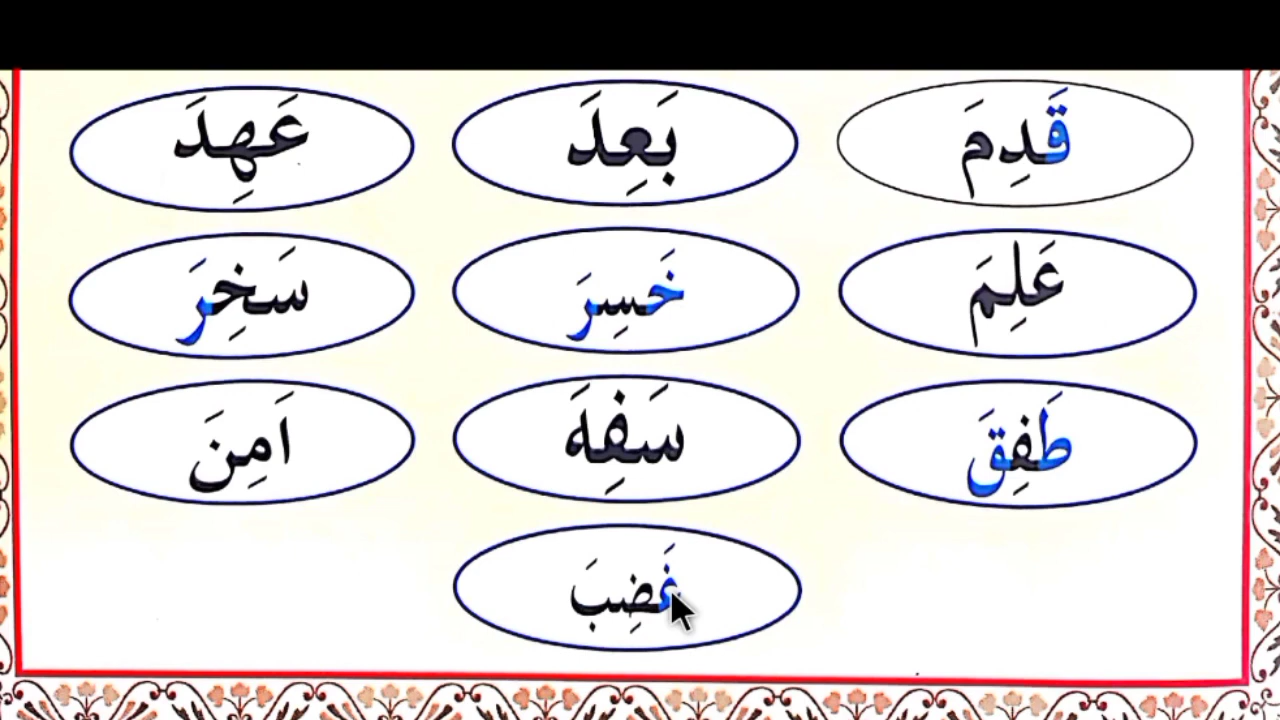 قَدِمَ بَعِدَ عَهِدَ
عَلِمَ خَسِرَ سَخِرَ
طَفِقَ سَفِهَ اَمِنَ
غَضِبَ